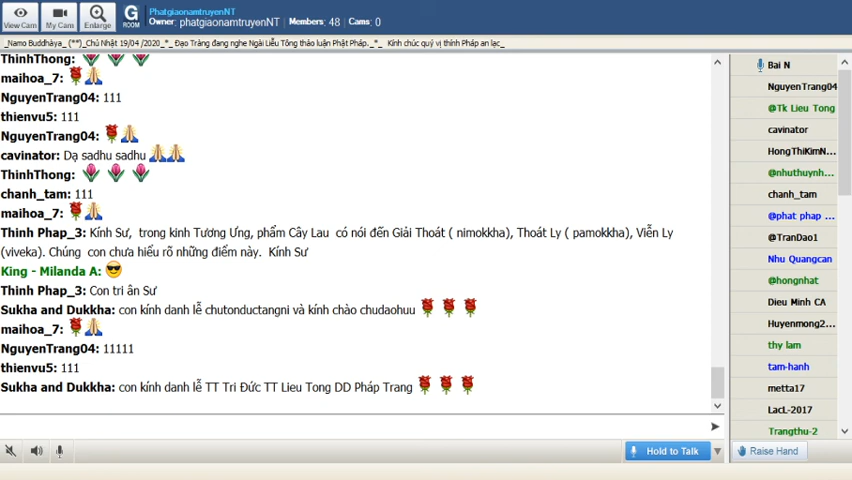 View Cam
My Cam
Enlarge
G
ROOM
PhatgiaonamtruyenNT
Owner: phatgiaonamtruyenNT Members: 48 Cams: 0
_Namo Buddhàya_ (**)_Chủ Nhật 19/04 /2020_*_ Đạo Tràng đang nghe Ngài Liễu Tông thảo luận Phật Pháp._*_ Kính chúc quý vị thính Pháp an lạc_
ThinhThong:
maihoa_7:
NguyenTrang04: 111
thienvu5: 111
NguyenTrang04:
cavinator: Dạ sadhu sadhu
ThinhThong:
chanh_tam: 111
maihoa_7:
Thinh Phap_3: Kính Sư, trong kinh Tương Ưng, phẩm Cây Lau có nói đến Giải Thoát ( nimokkha), Thoát Ly ( pamokkha), Viễn Ly
(viveka). Chúng con chưa hiểu rõ những điểm này. Kính Sư
King - Milanda A:
Thinh Phap_3: Con tri ân Sư
Sukha and Dukkha: con kính danh lễ chutonductangni và kính chào chudaohuu
maihoa_7:
NguyenTrang04: 11111
thienvu5: 111
Sukha and Dukkha: con kính danh lễ TT Tri Đức TT Lieu Tong DD Pháp Trang
Bai N
NguyenTrang04
@Tk Lieu Tong
cavinator
HongThiKimN...
@nhuthuynh...
chanh_tam
@phat phap ...
@TranDao1
Nhu Quangcan
@hongnhat
Dieu Minh CA
Huyenmong2...
thy lam
tam-hanh
metta17
LacL-2017
Trangthu-2
Hold to Talk
Raise Hand